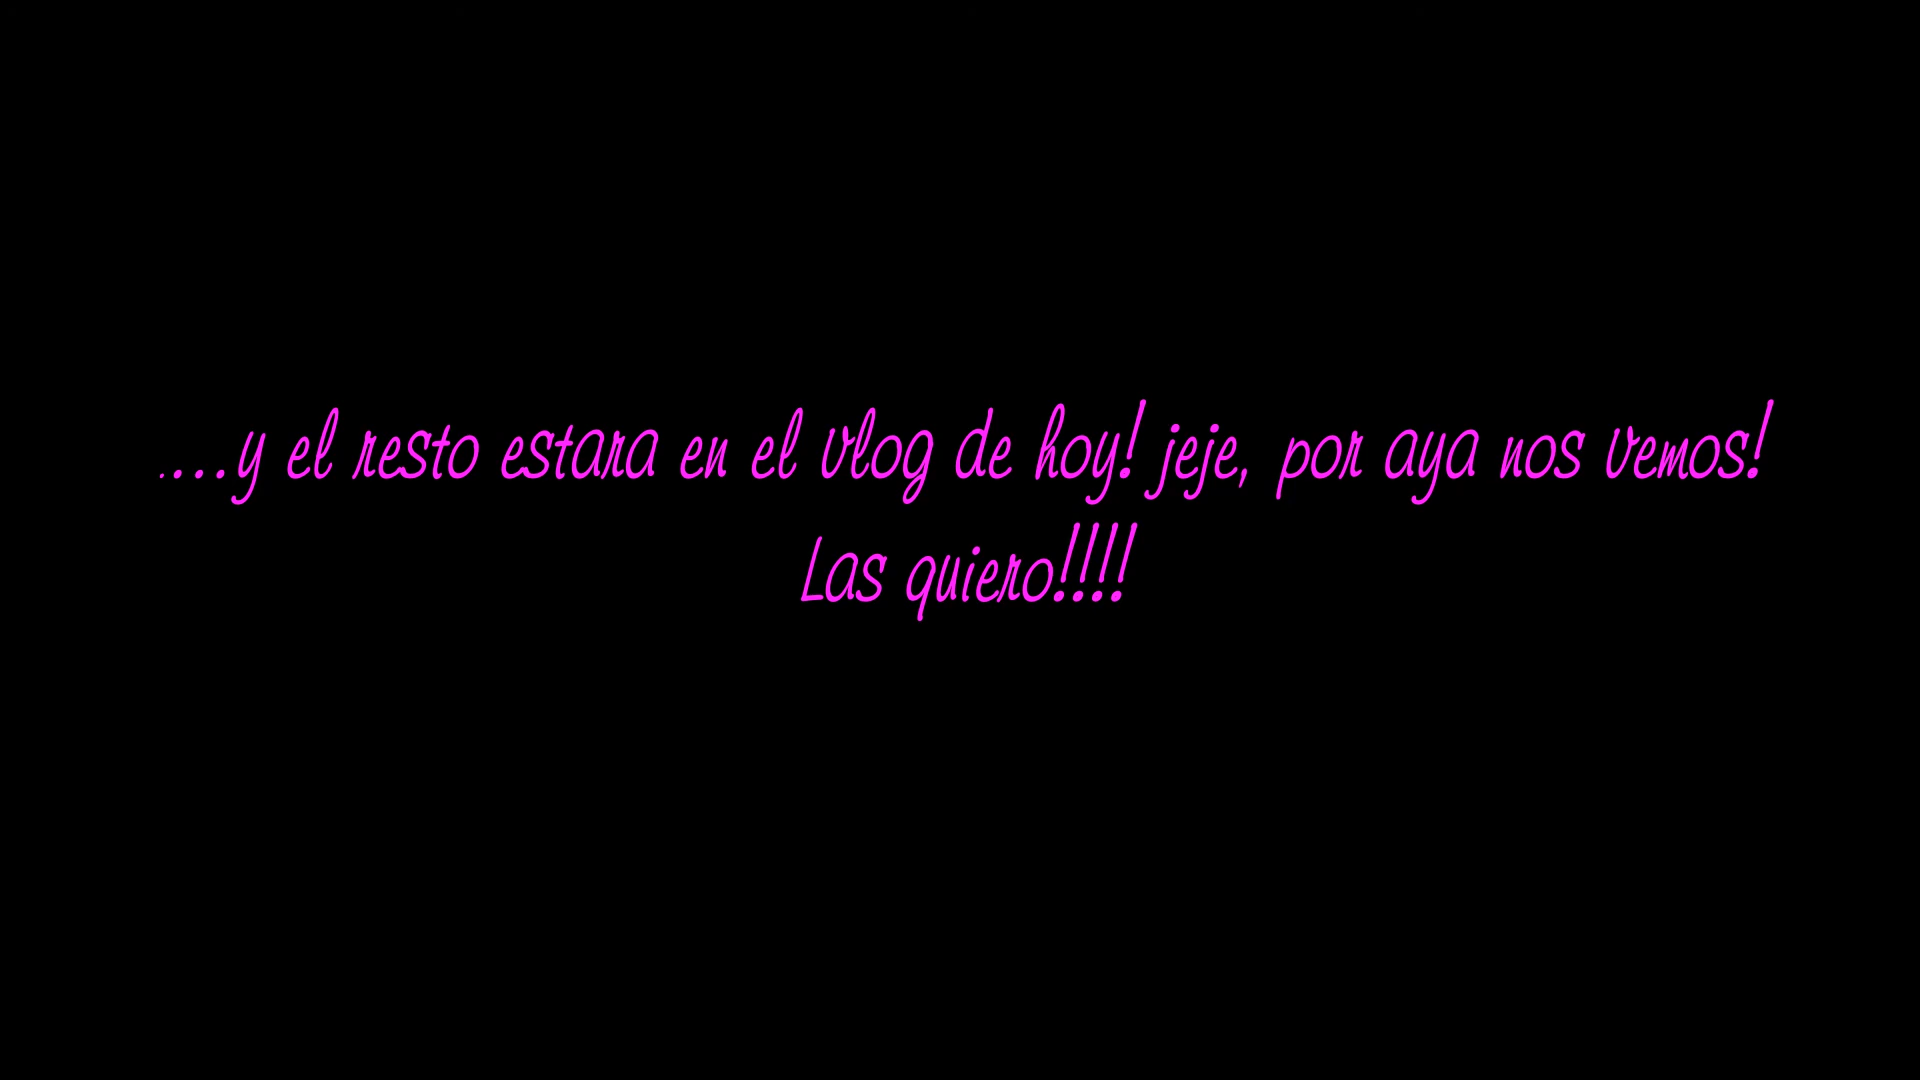 ....y el resto estara en el vlog de hoy! jeje, por aya nos vemos!
Las quiero!!!!